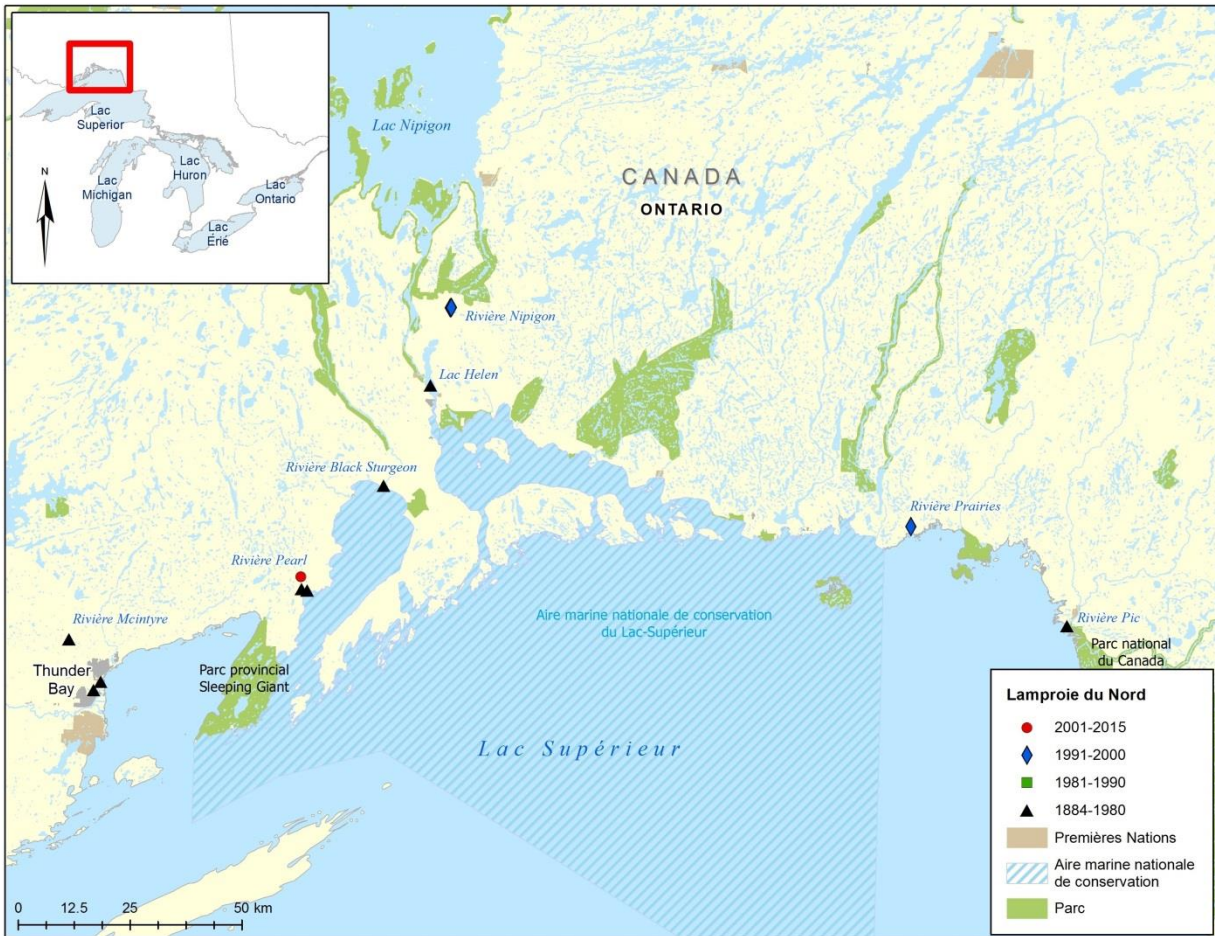 Lac
Superior
Lac
Michigan
Lac
Huron
Lac
Ontario
Lac
Érié
N
Lac Nipigon
CANADA
ONTARIO
Rivière Nipigon
Lac Helen
Rivière Black Sturgeon
Rivière Prairies
Rivière Pearl
Aire marine nationale de conservation
du Lac-Supérieur
Rivière Mcintyre
Rivière Pic
Parc national
du Canada
Thunder
Bay
Parc provincial
Sleeping Giant
Lac Supérieur
Lamproie du Nord
2001-2015
1991-2000
1981-1990
1884-1980
Premières Nations
Aire marine nationale
de conservation
Parc
0 12.5 25 50 km